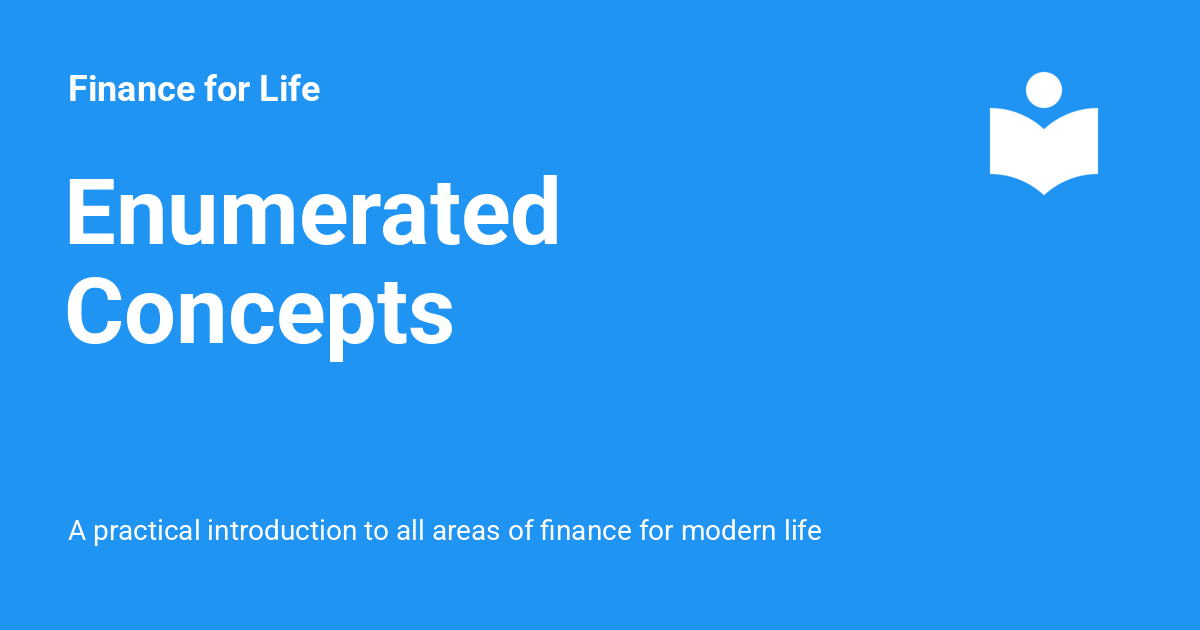 Finance for Life
Enumerated
Concepts
A practical introduction to all areas of finance for modern life